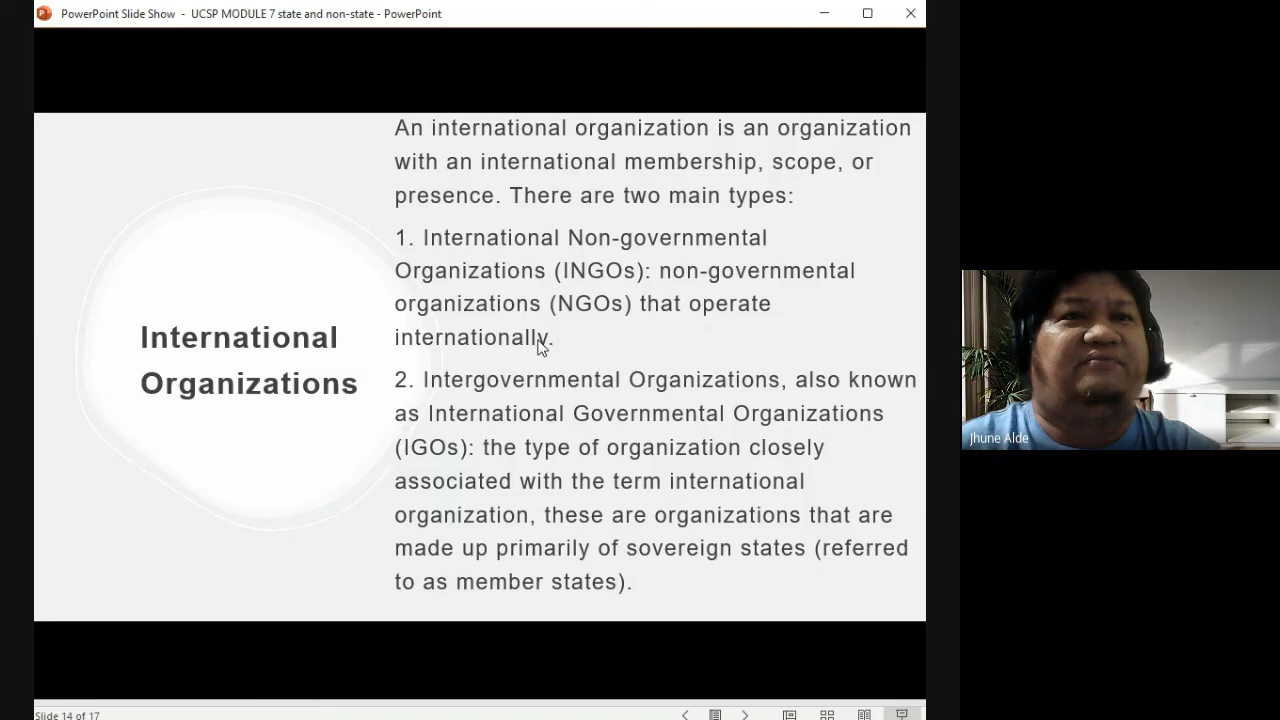 PowerPoint Slide Show - UCSP MODULE 7 state and non-state - PowerPoint
An international organization is an organization
with an international membership, scope, or
presence. There are two main types:
1. International Non-governmental
Organizations (INGOs): non-governmental
organizations (NGOs) that operate
internationally.
International
Organizations
2. Intergovernmental Organizations, also known
as International Governmental Organizations
(IGOs): the type of organization closely
associated with the term international
organization, these are organizations that are
made up primarily of sovereign states (referred
to as member states).
Jhune Alde
Slide 14 of 17